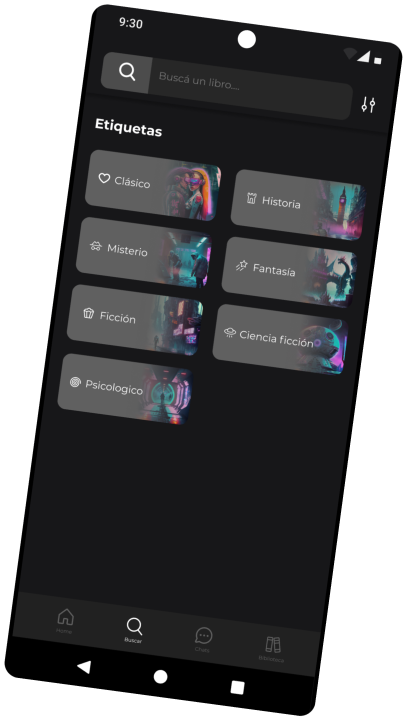 9:30
Buscá un libro...
Etiquetas
Clásico
Historia
Misterio
Fantasía
Ficción
Ciencia ficción
Psicologico
Home
Buscar
Chats
Biblioteca